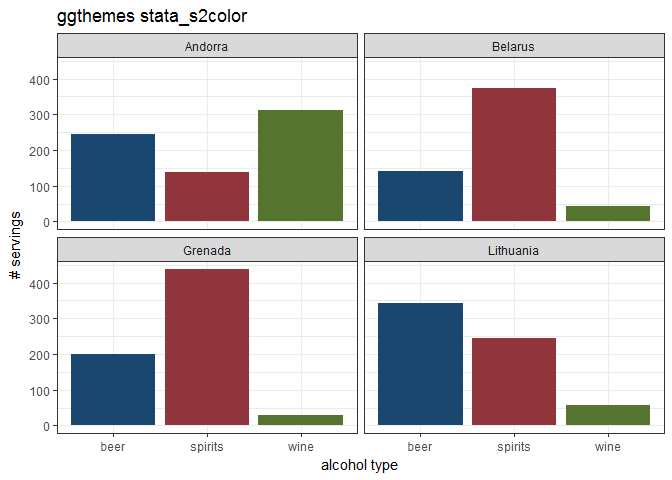 ggthemes stata_s2color
Andorra
Belarus
400
300
200
100
0
Grenada
Lithuania
400
300
200
100
0
# servings
beer spirits wine
beer spirits wine
alcohol type